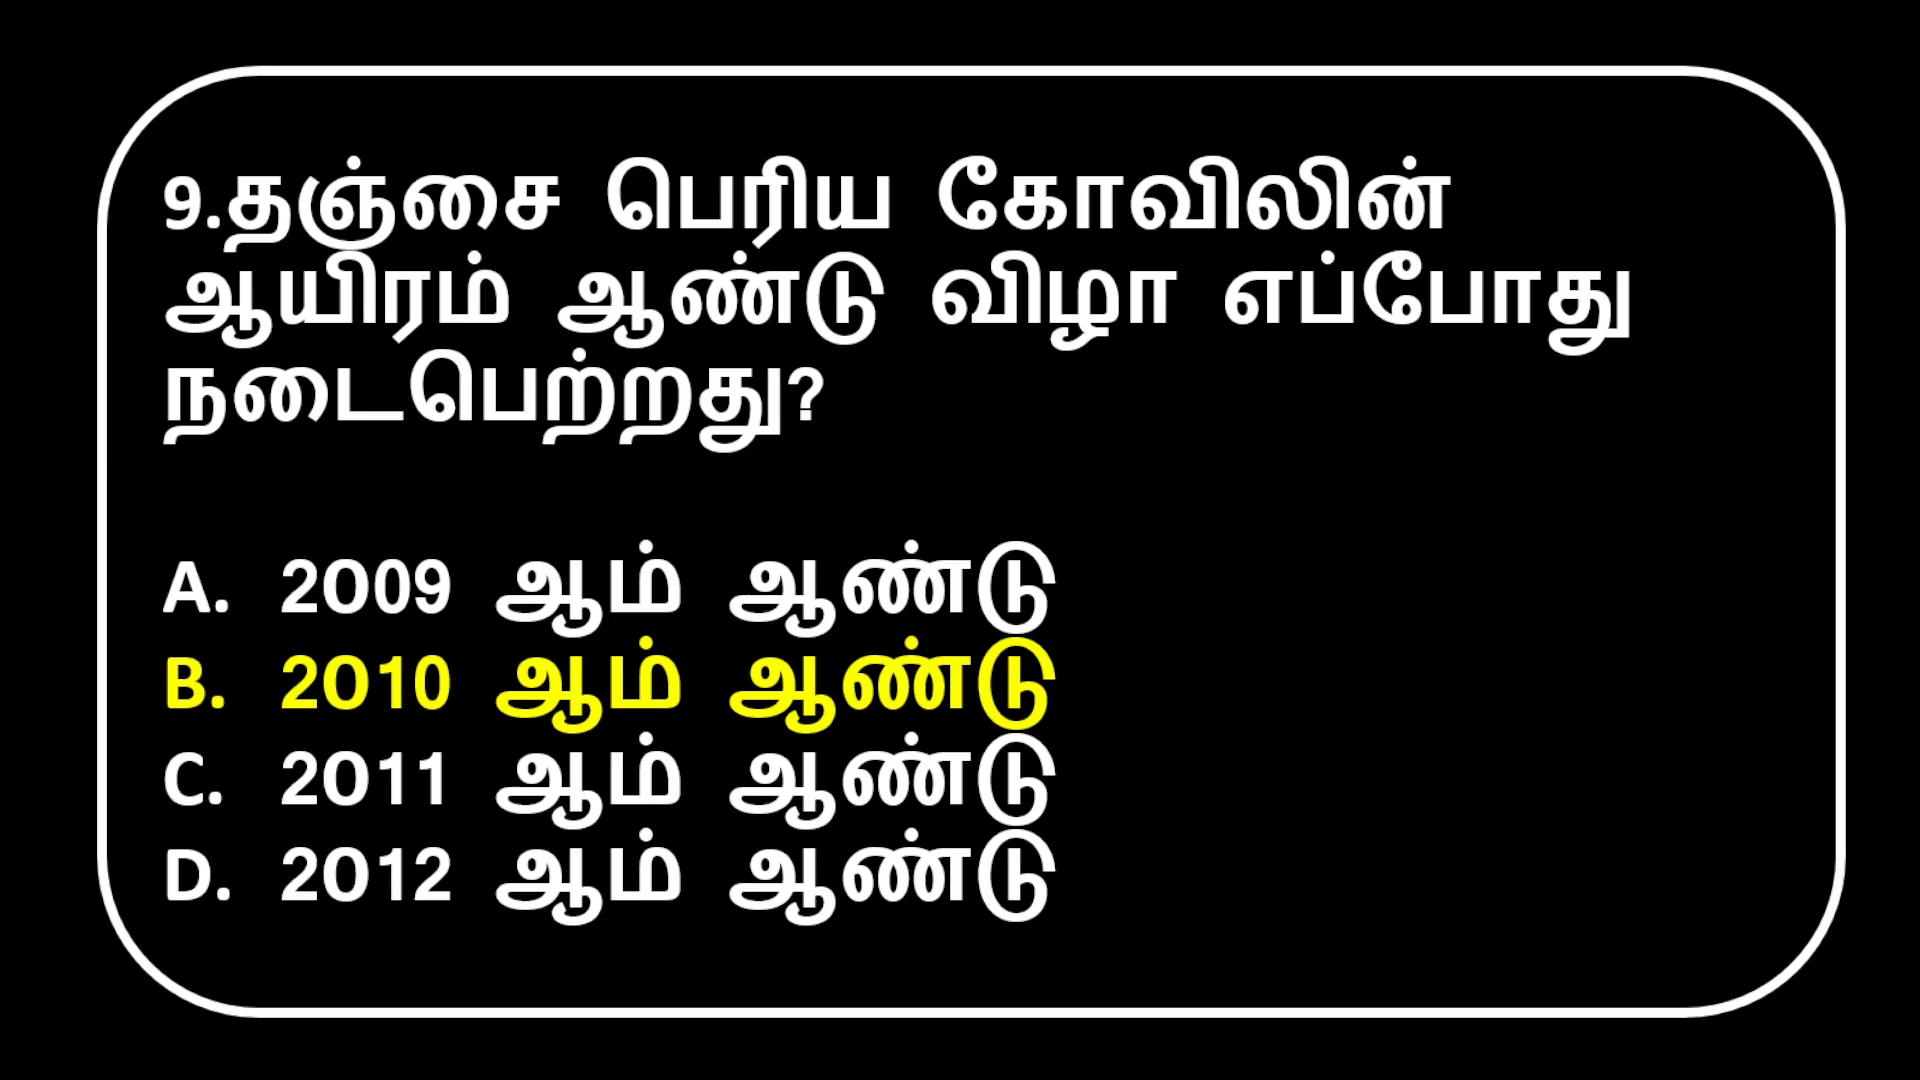 9.தஞ்சை பெரிய கோவிலின்
ஆயிரம் ஆண்டு விழா எப்போது
நடைபெற்றது?
A. 2009 ஆம் ஆண்டு
B. 2010 ஆம் ஆண்டு
C. 2011 ஆம் ஆண்டு
D. 2012 ஆம் ஆண்டு